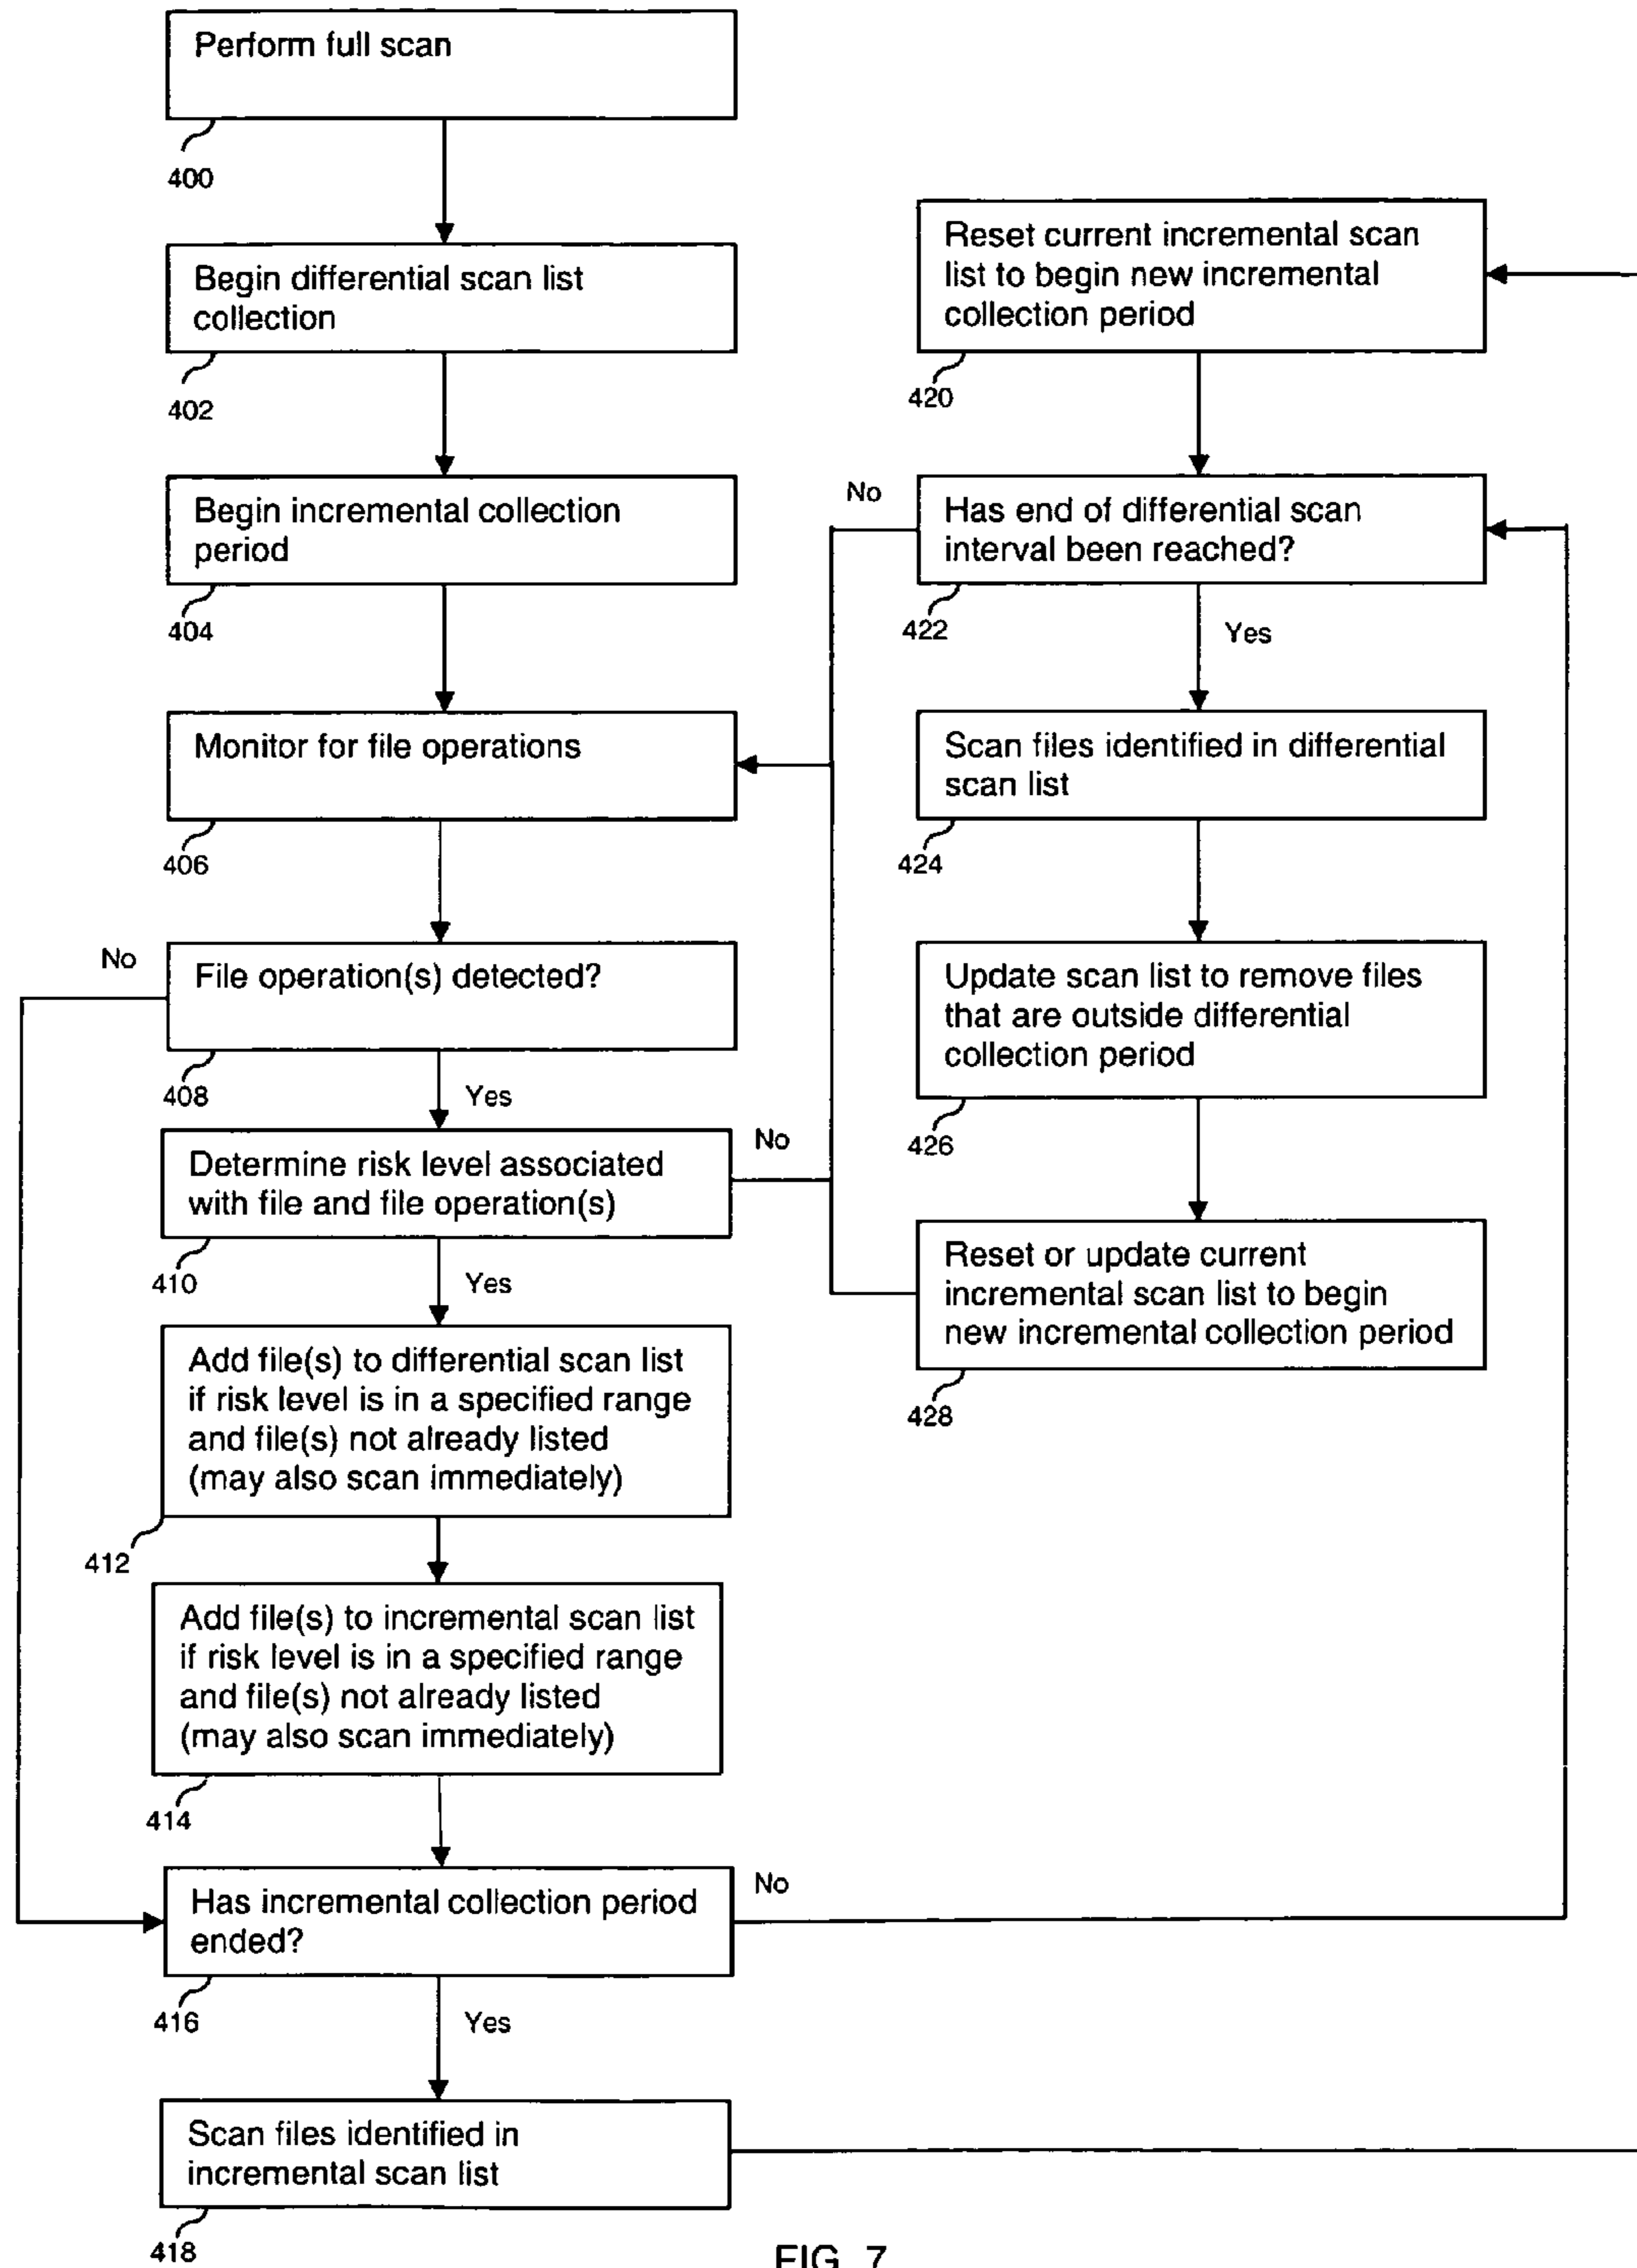 Perform full scan
400
Begin differential scan list
collection
402
Begin incremental collection
period
404
Monitor for file operations
406
No
File operation(s) detected?
408
Yes
Determine risk level associated
with file and file operation(s)
No
410
Yes
Add file(s) to differential scan list
if risk level is in a specified range
and file(s) not already listed
(may also scan immediately)
412
Add file(s) to incremental scan list
if risk level is in a specified range
and file(s) not already listed
(may also scan immediately)
414
Has incremental collection period
ended?
No
416
Yes
Scan files identified in
incremental scan list
418
Reset current incremental scan
list to begin new incremental
collection period
420
No
Has end of differential scan
interval been reached?
422
Yes
Scan files identified in differential
scan list
424
Update scan list to remove files
that are outside differential
collection period
426
Reset or update current
incremental scan list to begin
new incremental collection period
428
FIG. 7